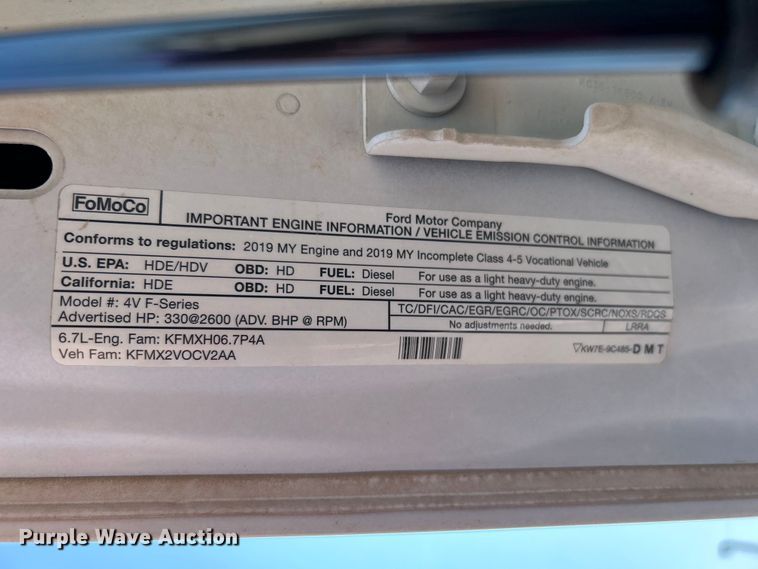 FoMoCo
Ford Motor Company
IMPORTANT ENGINE INFORMATION / VEHICLE EMISSION CONTROL INFORMATION
Conforms to regulations: 2019 MY Engine and 2019 MY Incomplete Class 4-5 Vocational Vehicle
U.S. EPA: HDE/HDV OBD: HD FUEL: Diesel For use as a light heavy-duty engine.
California: HDE OBD: HD FUEL: Diesel For use as a light heavy-duty engine.
Model #: 4V F-Series
Advertised HP: 330@2600 (ADV. BHP @ RPM)
TC/DFI/CAC/EGR/EGRC/OC/PTOX/SCRC/NOXS/RDQS
No adjustments needed. LRRA
6.7L-Eng. Fam: KFMXH06.7P4A
Veh Fam: KFMX2VOCV2AA
KW7E-9C485-DMT
Purple Wave Auction